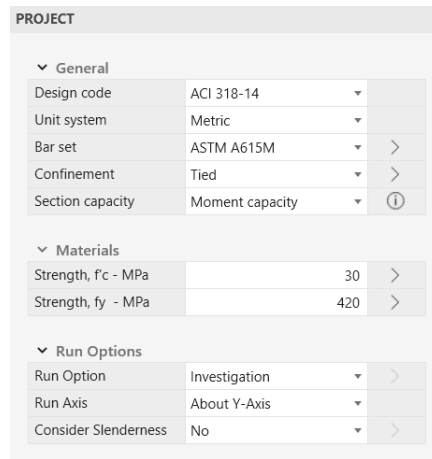 PROJECT
General
Design code ACI 318-14
Unit system Metric
Bar set ASTM A615M
Confinement Tied
Section capacity Moment capacity
Materials
Strength, f'c - MPa 30
Strength, fy - MPa 420
Run Options
Run Option Investigation
Run Axis About Y-Axis
Consider Slenderness No